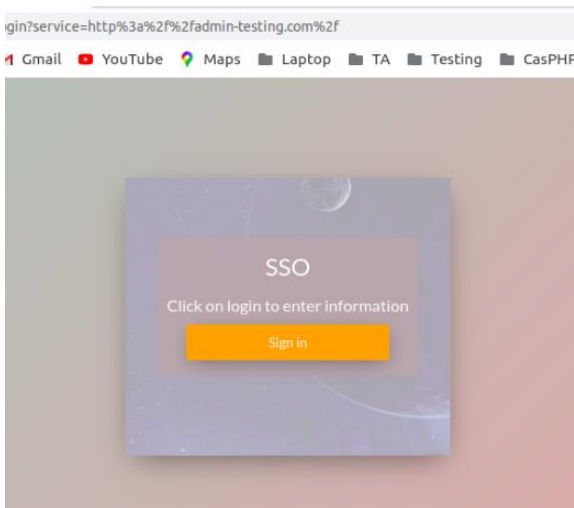 gin?service=http%3a%2f%2fadmin-testing.com%2f
Gmail YouTube Maps Laptop TA Testing CasPHP
SSO
Click on login to enter information
Sign in